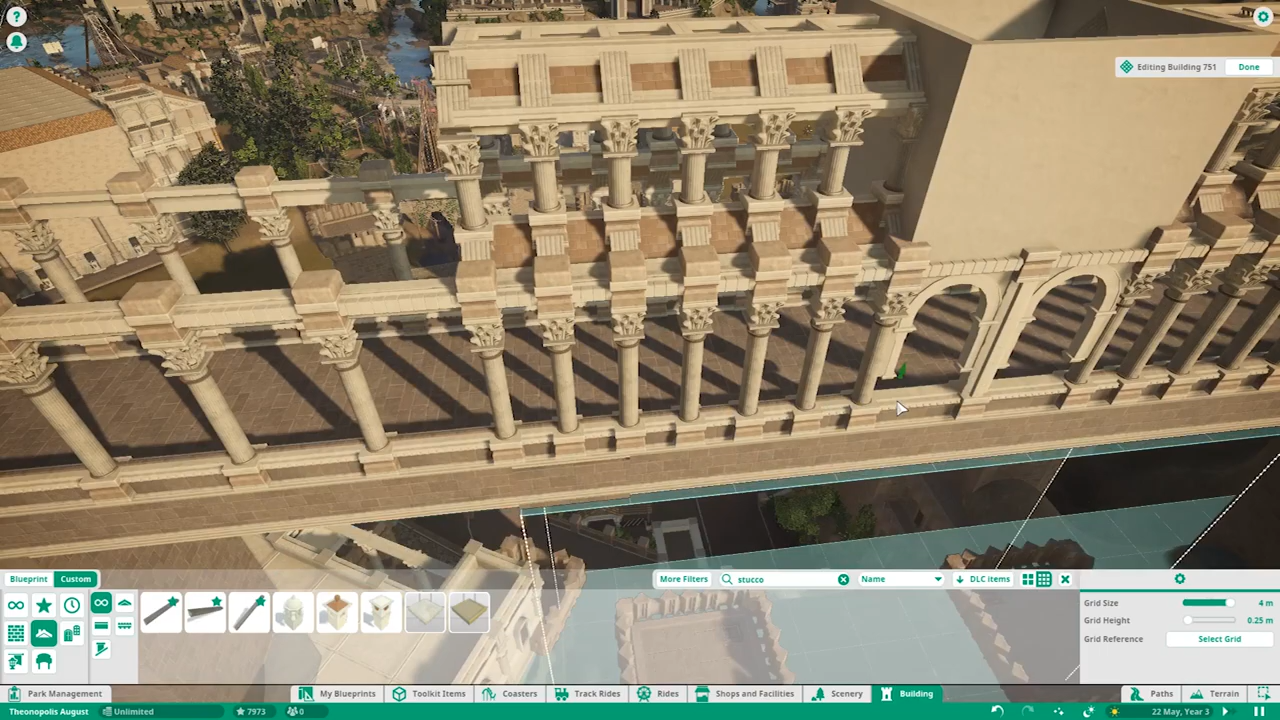 ?
Editing Building 751 Done
Blueprint Custom
More Filters stucco Name DLC items
Grid Size 4 m
Grid Height 0.25 m
Grid Reference Select Grid
Park Management My Blueprints Toolkit Items Coasters Track Rides Rides Shops and Facilities Scenery Building Paths Terrain
Theonopolis August Unlimited 7973 0 22 May, Year 3